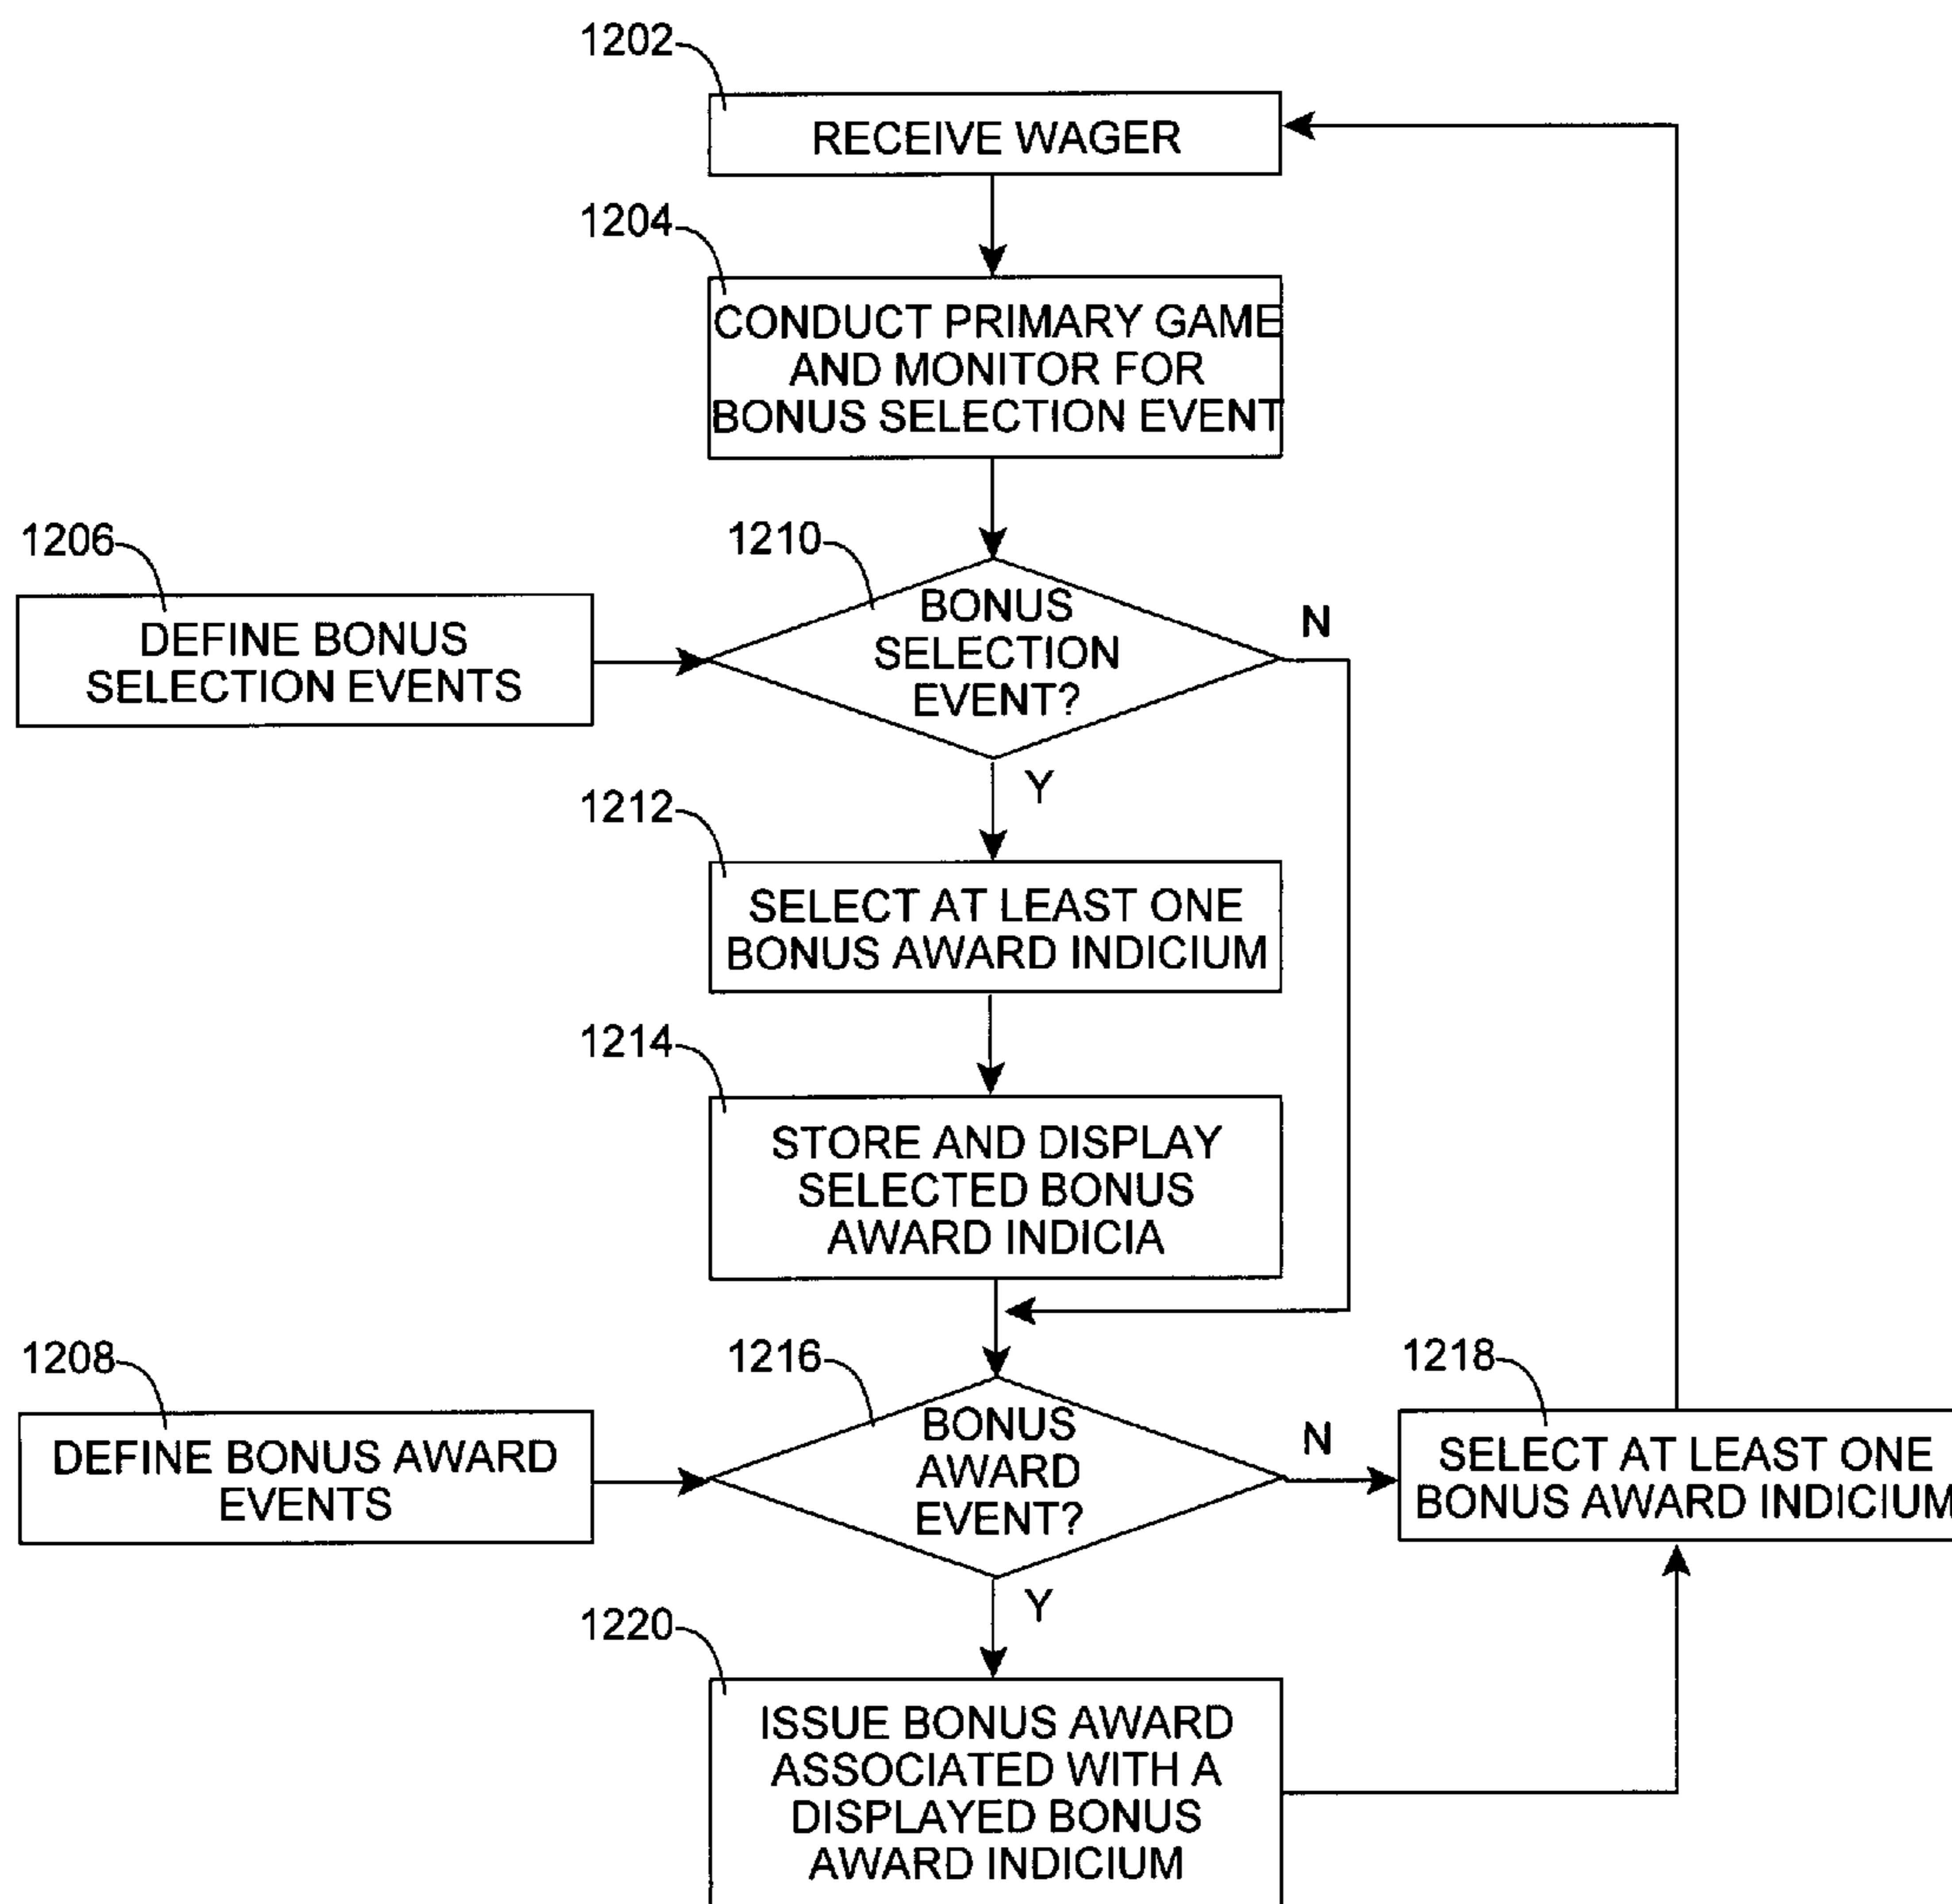 1202
RECEIVE WAGER
1204
CONDUCT PRIMARY GAME
AND MONITOR FOR
BONUS SELECTION EVENT
1206
DEFINE BONUS
SELECTION EVENTS
1210
BONUS
SELECTION
EVENT?
N
Y
1212
SELECT AT LEAST ONE
BONUS AWARD INDICIUM
1214
STORE AND DISPLAY
SELECTED BONUS
AWARD INDICIA
1208
DEFINE BONUS AWARD
EVENTS
1216
BONUS
AWARD
EVENT?
N
1218
SELECT AT LEAST ONE
BONUS AWARD INDICIUM
Y
1220
ISSUE BONUS AWARD
ASSOCIATED WITH A
DISPLAYED BONUS
AWARD INDICIUM